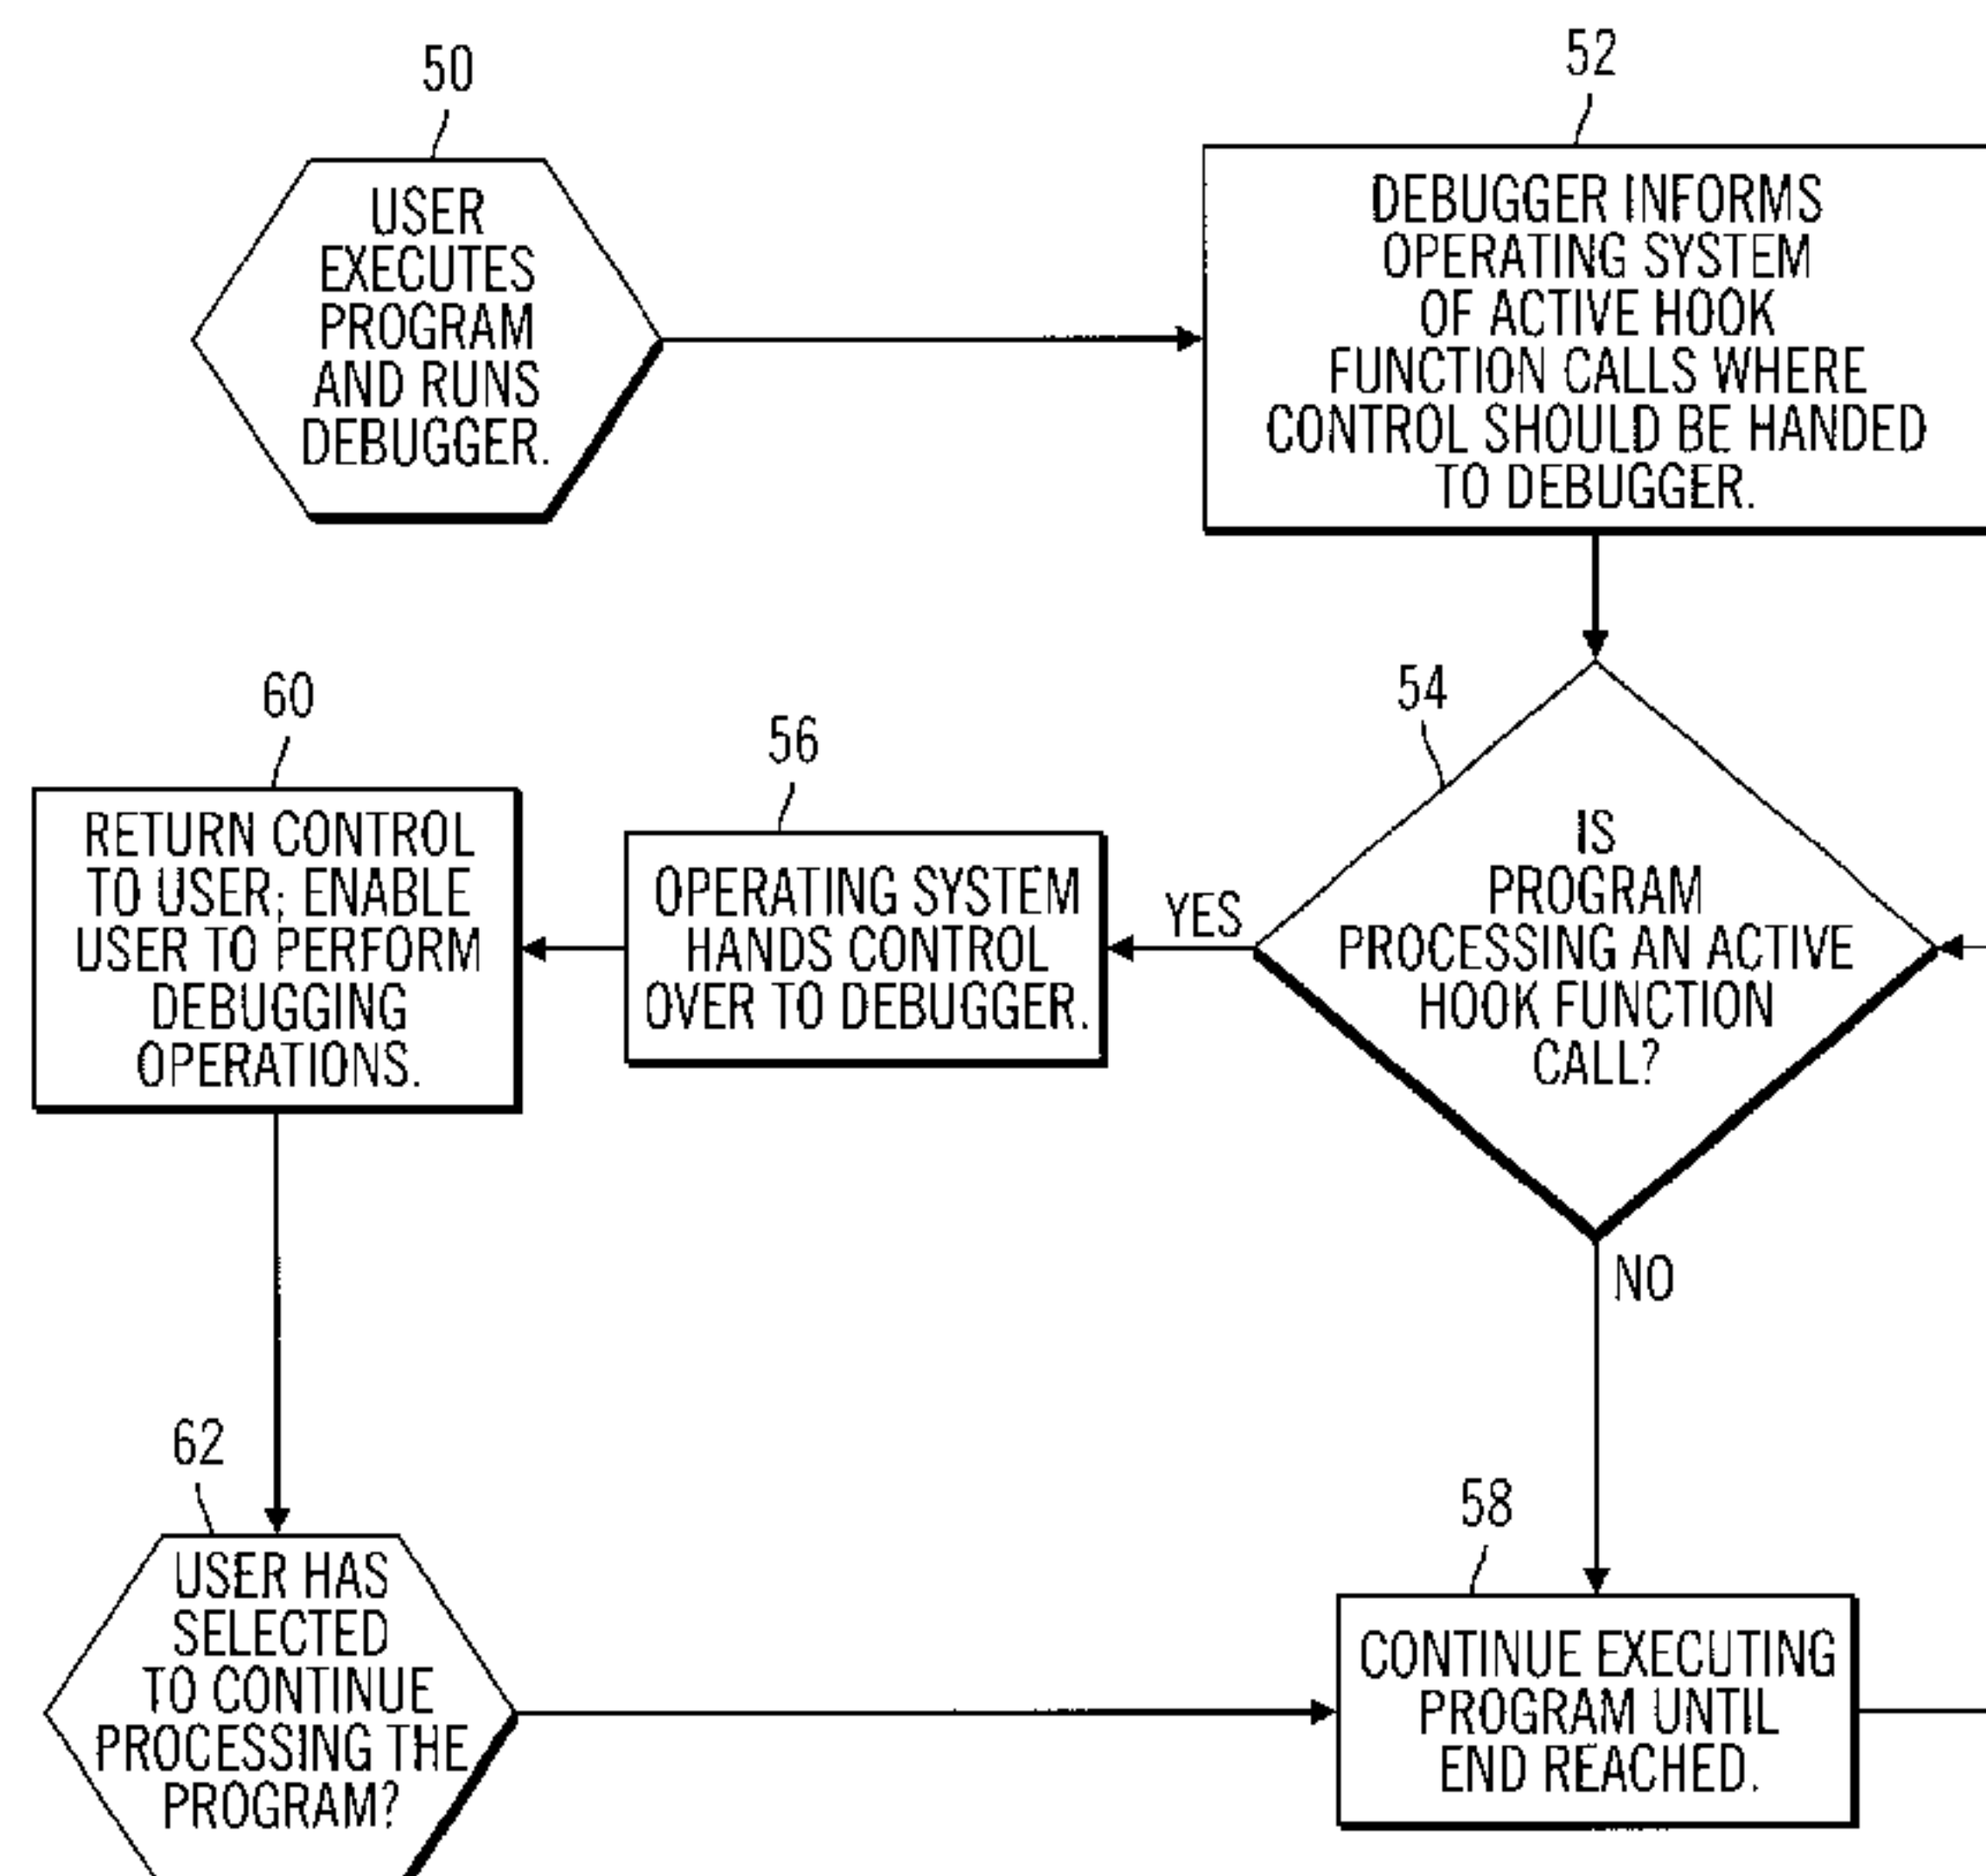 50
USER
EXECUTES
PROGRAM
AND RUNS
DEBUGGER.
52
DEBUGGER INFORMS
OPERATING SYSTEM
OF ACTIVE HOOK
FUNCTION CALLS WHERE
CONTROL SHOULD BE HANDED
TO DEBUGGER.
54
IS
PROGRAM
PROCESSING AN ACTIVE
HOOK FUNCTION
CALL?
YES
56
OPERATING SYSTEM
HANDS CONTROL
OVER TO DEBUGGER.
60
RETURN CONTROL
TO USER; ENABLE
USER TO PERFORM
DEBUGGING
OPERATIONS.
NO
62
USER HAS
SELECTED
TO CONTINUE
PROCESSING THE
PROGRAM?
58
CONTINUE EXECUTING
PROGRAM UNTIL
END REACHED.